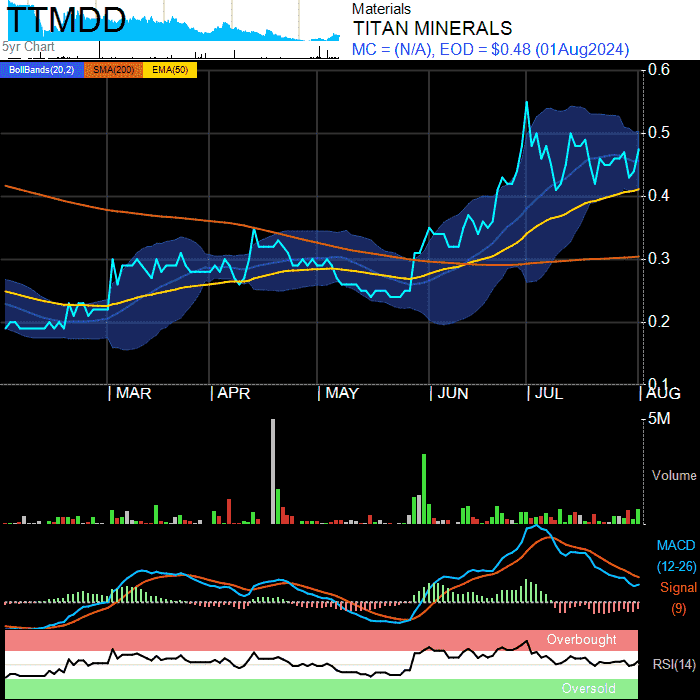 TTMDD
Materials
TITAN MINERALS
5yr Chart
MC = (N/A), EOD = $0.48 (01Aug2024)
BollBands(20,2) SMA(200) EMA(50)
0.6
0.5
0.4
0.3
0.2
0.1
MAR APR MAY JUN JUL AUG
5M
Volume
MACD
(12-26)
Signal
(9)
Overbought
RSI(14)
Oversold